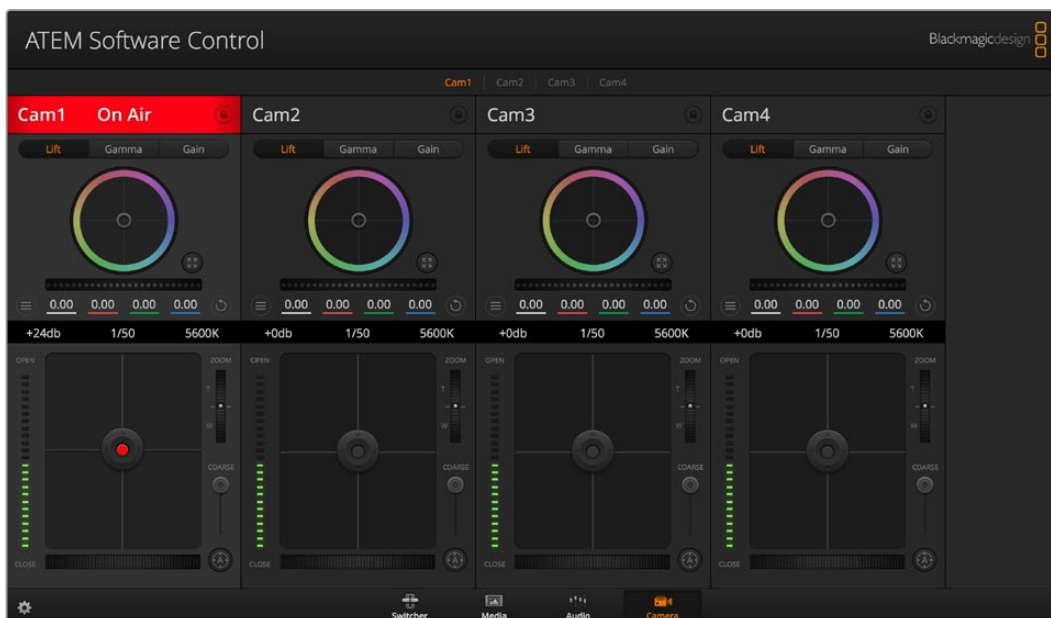 ATEM Software Control
Blackmagicdesign
Cam1 Cam2 Cam3 Cam4
Cam1 On Air Cam2 Cam3 Cam4
Lift Gamma Gain Lift Gamma Gain Lift Gamma Gain Lift Gamma Gain
0.00 0.00 0.00 0.00 0.00 0.00 0.00 0.00 0.00 0.00 0.00 0.00 0.00 0.00 0.00 0.00
+24db 1/50 5600K +0db 1/50 5600K +0db 1/50 5600K +0db 1/50 5600K
OPEN ZOOM OPEN ZOOM OPEN ZOOM OPEN ZOOM
T T T T
W W W W
COARSE COARSE COARSE COARSE
A A A A
CLOSE CLOSE CLOSE CLOSE
Switcher Media Audio Camera